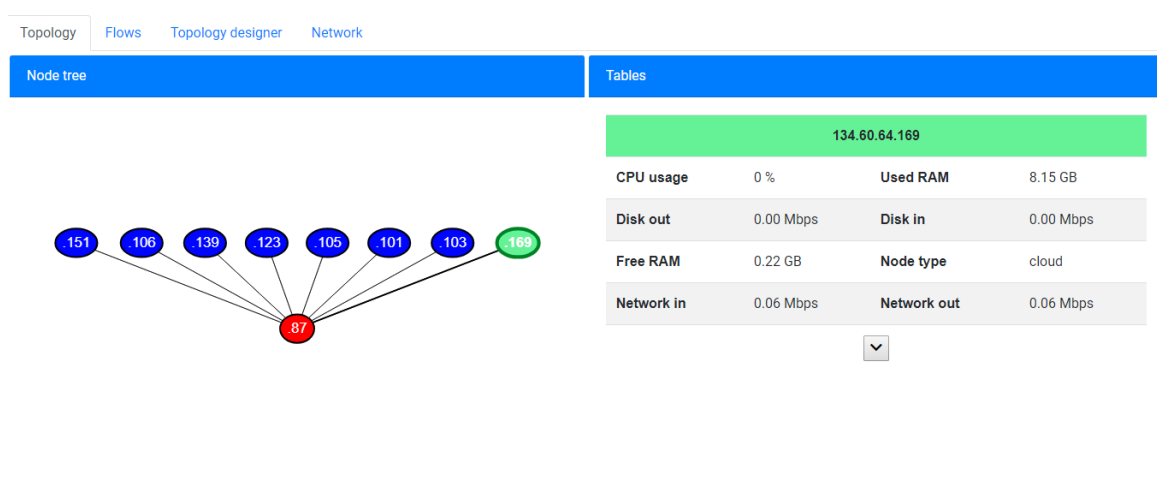 Topology Flows Topology designer Network
Node tree
Tables
134.60.64.169
CPU usage 0 % Used RAM 8.15 GB
Disk out 0.00 Mbps Disk in 0.00 Mbps
Free RAM 0.22 GB Node type cloud
Network in 0.06 Mbps Network out 0.06 Mbps
.151 .106 .139 .123 .105 .101 .103 .169
.87